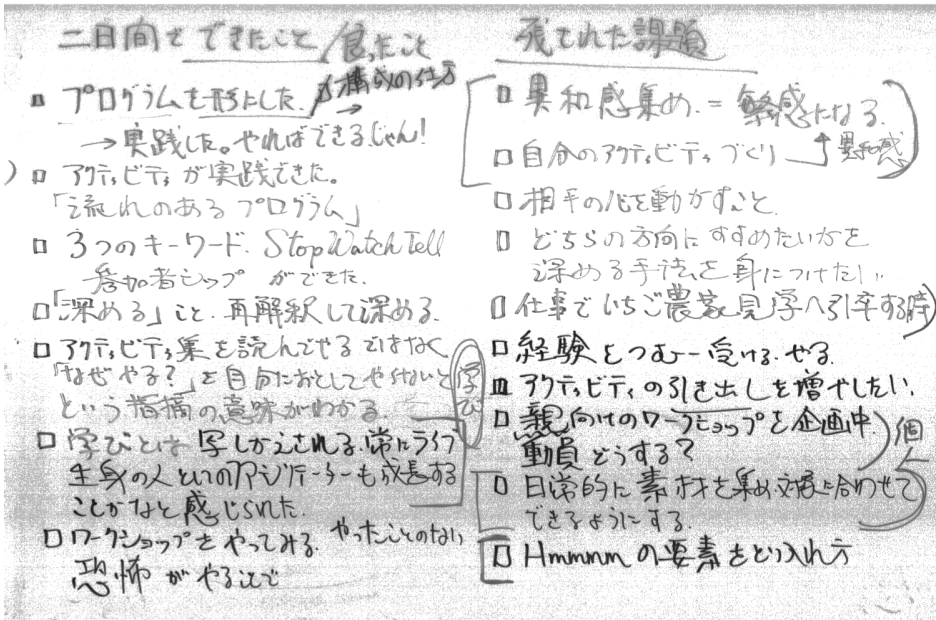 二日間でできたこと/良ったこと
プログラムを形にした。構成の仕方
→実践した。やればできるじゃん!
アクティビティが実践できた。
「流れのあるプログラム」
3つのキーワード. Stop Watch Tell
参加者シップ ができた.
「深める」こと. 再解釈して深める.
アクティビティ集を読んでやるではなく
「なぜやる?」を自分におとしてやらないと
という指摘の意味がわかる.
学び
学びとは 写しかえされる.常にライブ
生身の人としてのファシリテーターも成長する
ことかなと感じられた.
ワークショップをやってみる. やったことのない
恐怖 がやることで
残された課題
異和感集め. = 敏感になる.
自分のアクティビティづくり 異和感
相手の心を動かすこと
どちらの方向にすすめたいかを
深める手法を身につけたい
仕事でいちご農家見学へ引率する時
経験をつむ→受ける. やる.
アクティビティの引き出しを増やしたい.
親向けのワークショップを企画中.
動員どうする?
個
日常的に素材を集め 対象に合わせて
できるようにする.
Hmmmmの要素をとり入れ方